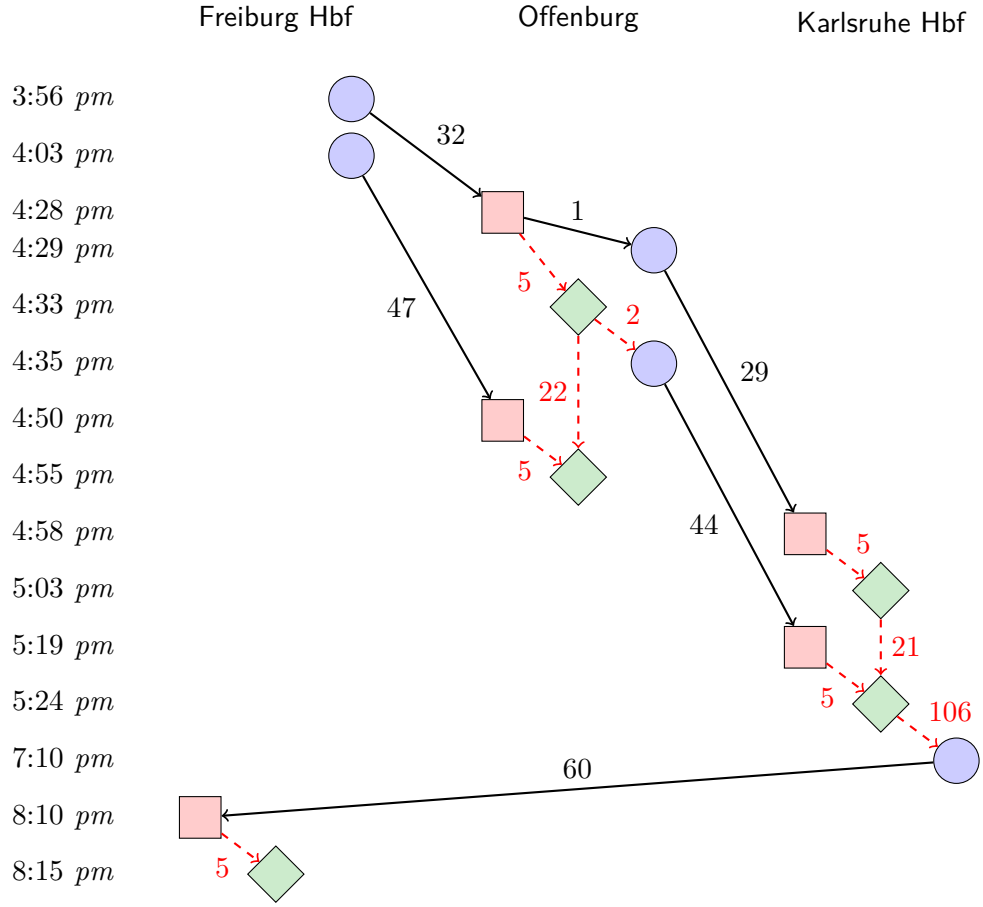 Freiburg Hbf Offenburg Karlsruhe Hbf
3:56 pm
32
4:03 pm
4:28 pm
1
4:29 pm
5
4:33 pm
47
2
4:35 pm
29
22
4:50 pm
5
4:55 pm
44
4:58 pm
5
5:03 pm
5:19 pm
21
5
5:24 pm
106
7:10 pm
60
8:10 pm
5
8:15 pm